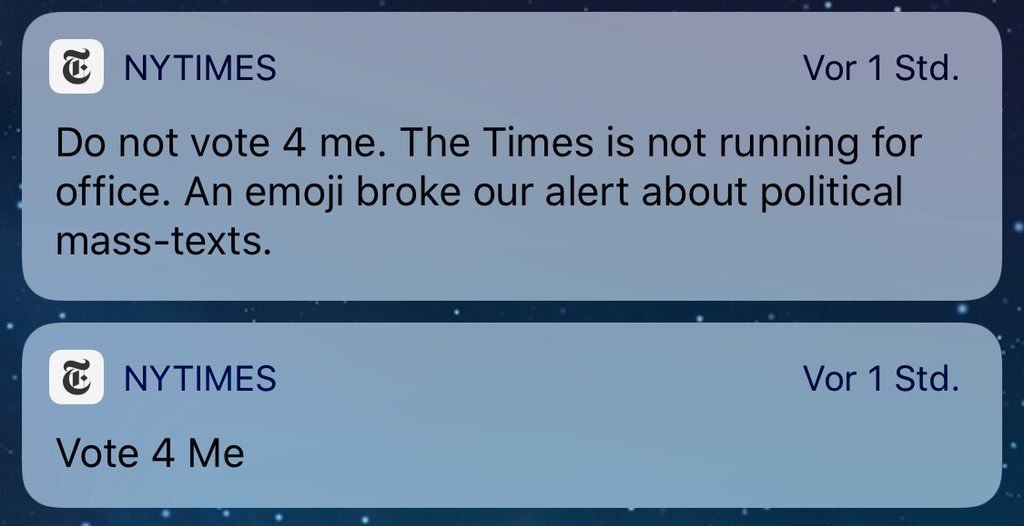 NYTIMES Vor 1 Std.
Do not vote 4 me. The Times is not running for
office. An emoji broke our alert about political
mass-texts.
NYTIMES Vor 1 Std.
Vote 4 Me